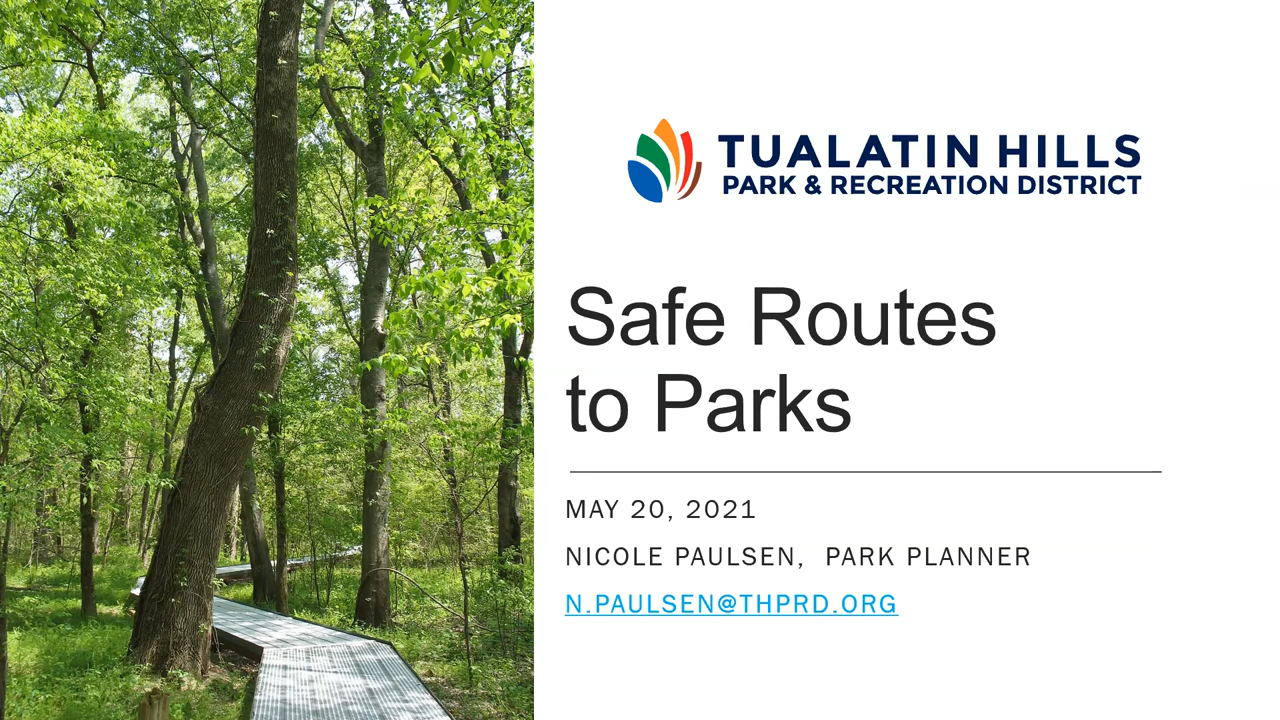 TUALATIN HILLS
PARK & RECREATION DISTRICT
Safe Routes
to Parks
MAY 20, 2021
NICOLE PAULSEN, PARK PLANNER
N.PAULSEN@THPRD.ORG